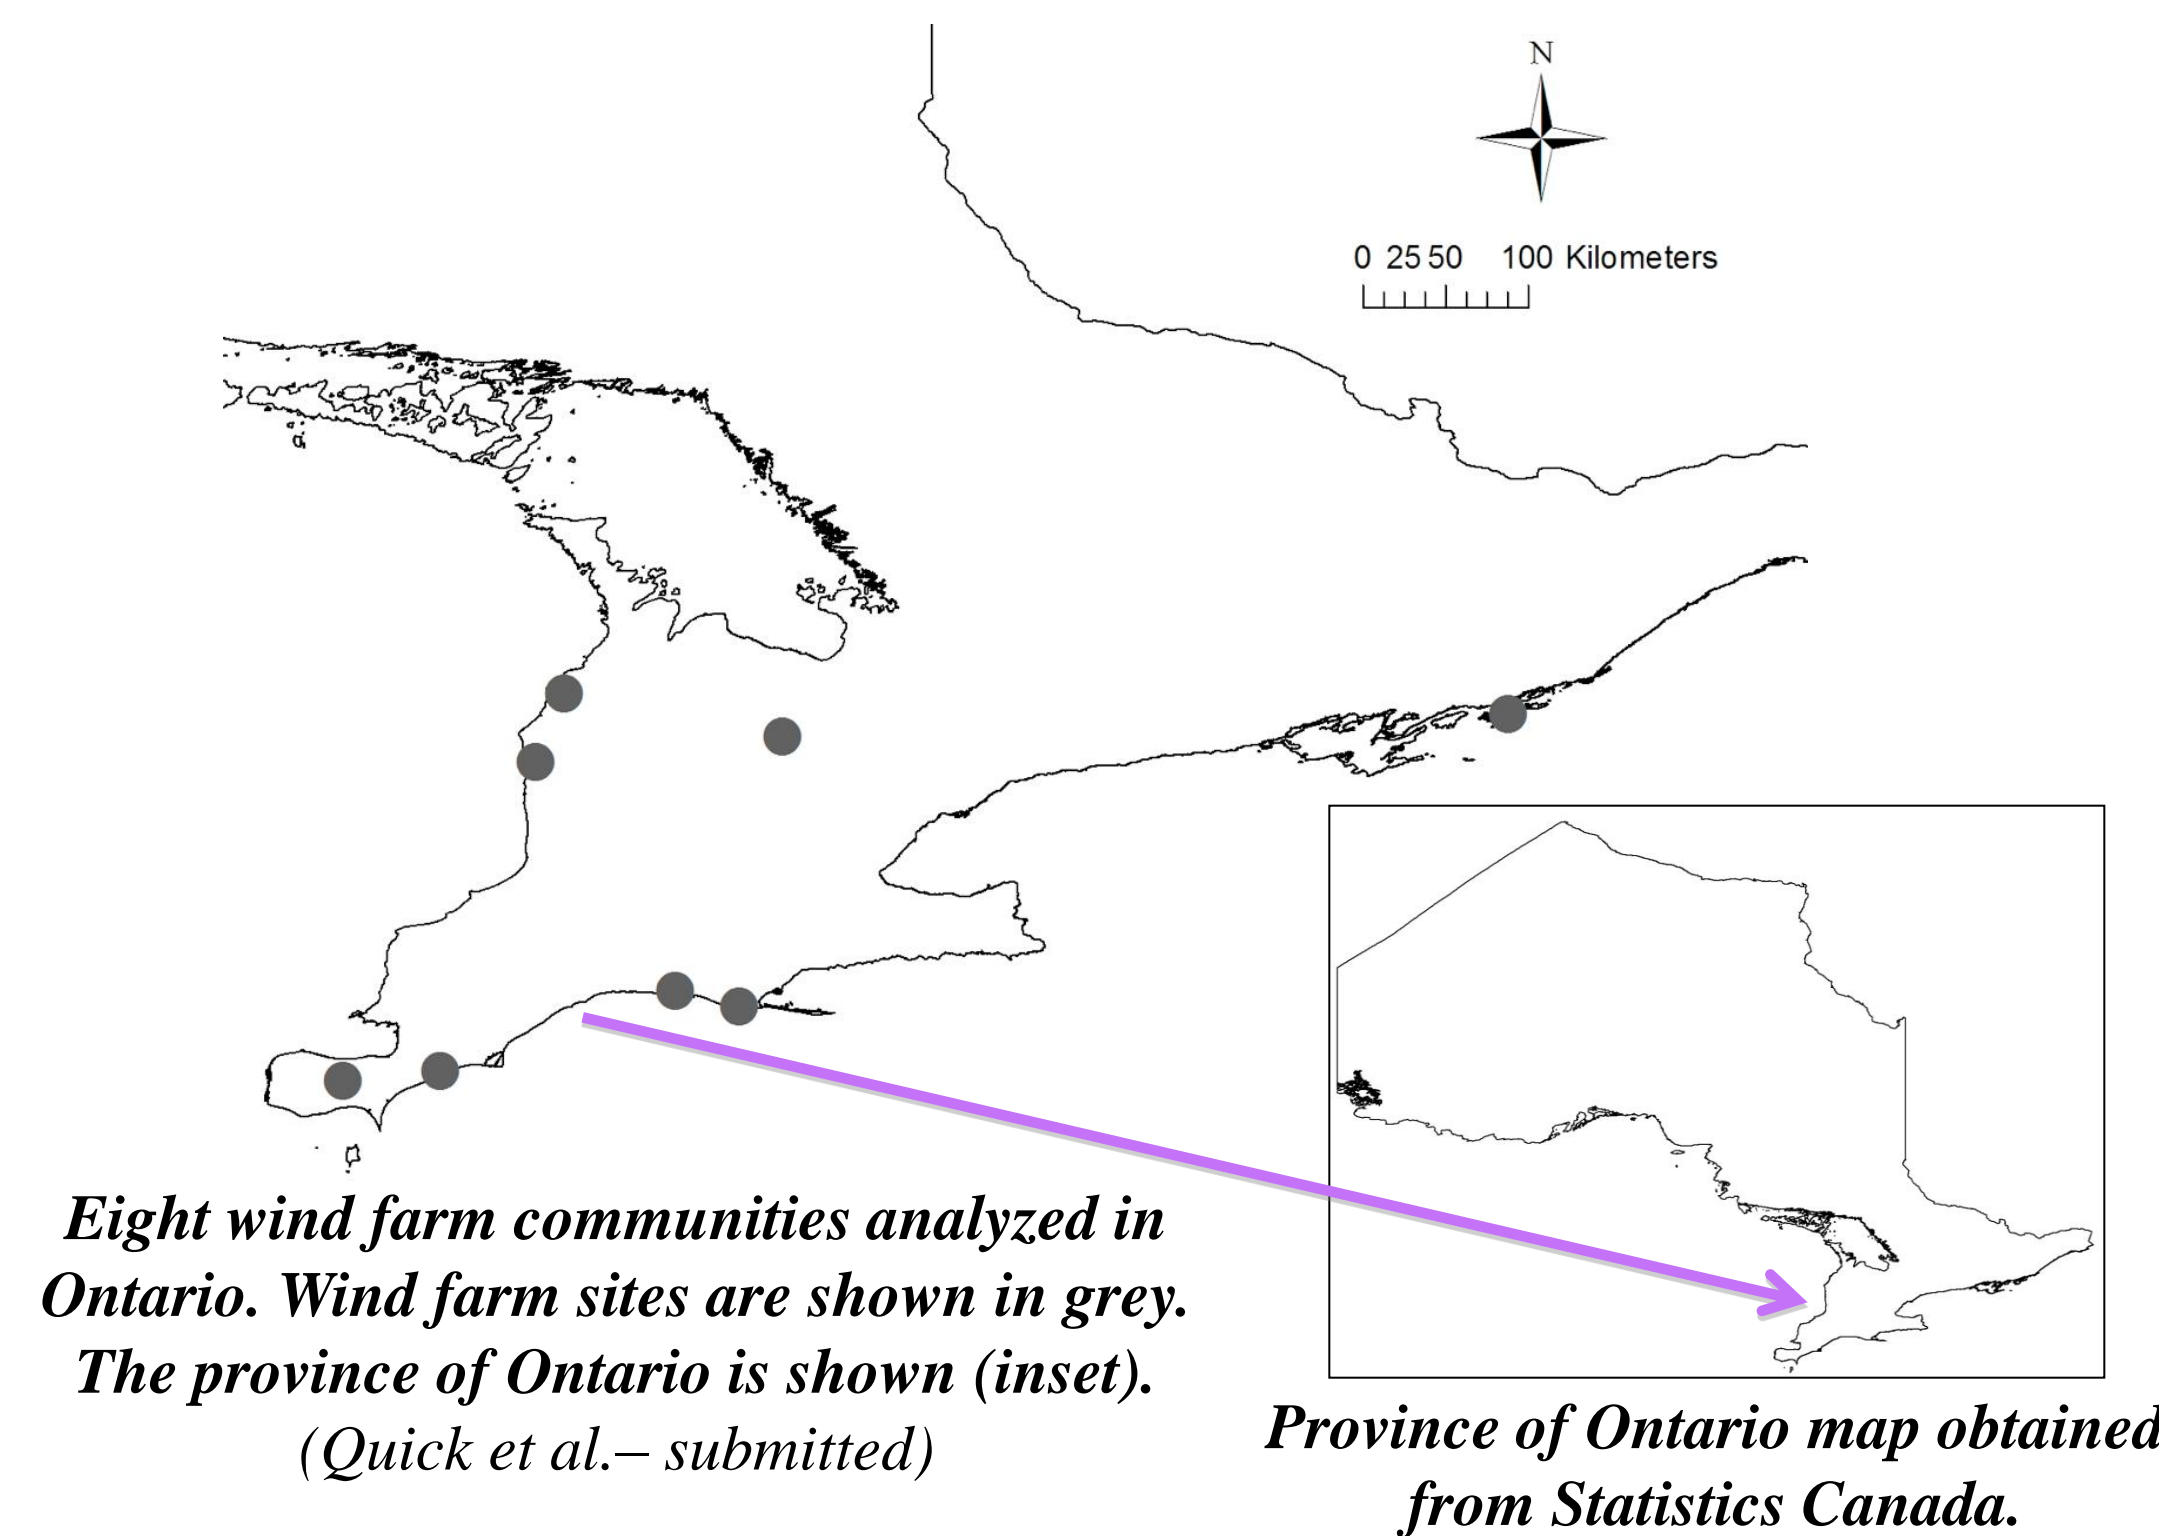 N
0 25 50 100 Kilometers
Eight wind farm communities analyzed in
Ontario. Wind farm sites are shown in grey.
The province of Ontario is shown (inset).
(Quick et al.– submitted)
Province of Ontario map obtained
from Statistics Canada.